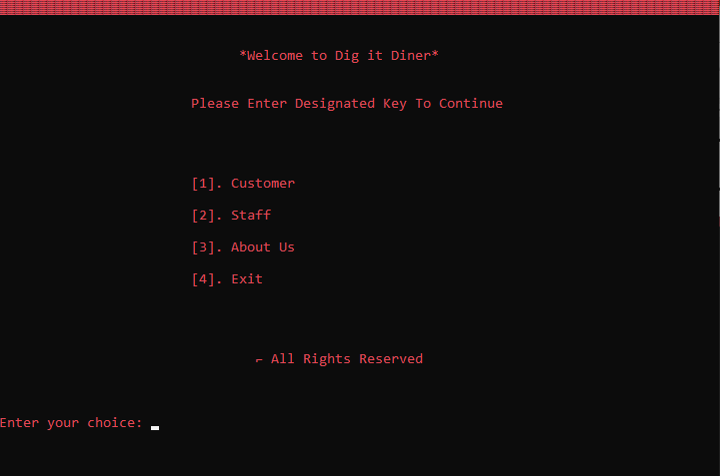 *Welcome to Dig it Diner*
Please Enter Designated Key To Continue
[1]. Customer
[2]. Staff
[3]. About Us
[4]. Exit
⌐ All Rights Reserved
Enter your choice: